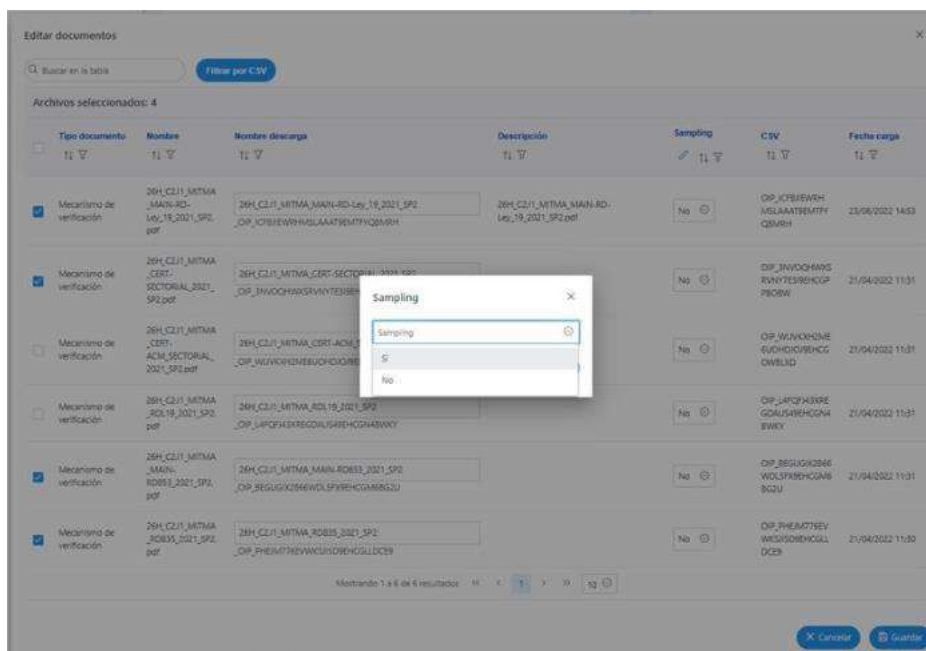 Editar documentos
Buscar en la tabla
Filtrar por CSV
Archivos seleccionados: 4
Tipo documento Nombre Nombre descarga Descripción Sampling CSV Fecha carga
Mecanismo de verificación
26H_C2.I1_MITMA
_MAIN-RD-
Ley_19_2021_SP2.
pdf
26H_C2.I1_MITMA_MAIN-RD-Ley_19_2021_SP2
26H_C2.I1_MITMA_MAIN-RD-
Ley_19_2021_SP2.pdf
No
23/06/2022 14:53
Mecanismo de verificación
26H_C2.I1_MITMA
_CERT-
SECTORIAL_2021_
SP2.pdf
26H_C2.I1_MITMA_CERT-SECTORIAL_2021_SP2
No
21/04/2022 11:31
Sampling
Sampling
Sí
No
Mecanismo de verificación
26H_C2.I1_MITMA
_CERT-
ACM_SECTORIAL_
2021_SP2.pdf
26H_C2.I1_MITMA_CERT-ACM
No
21/04/2022 11:31
Mecanismo de verificación
26H_C2.I1_MITMA
_RDL19_2021_SP2.
pdf
26H_C2.I1_MITMA_RDL19_2021_SP2
No
21/04/2022 11:31
Mecanismo de verificación
26H_C2.I1_MITMA
_MAIN-
RD853_2021_SP2.
pdf
26H_C2.I1_MITMA_MAIN-RD853_2021_SP2
No
21/04/2022 11:31
Mecanismo de verificación
26H_C2.I1_MITMA
_RD835_2021_SP2.
pdf
26H_C2.I1_MITMA_RD835_2021_SP2
No
21/04/2022 11:30
Mostrando 1 a 6 de 6 resultados 1 10
Cancelar
Guardar